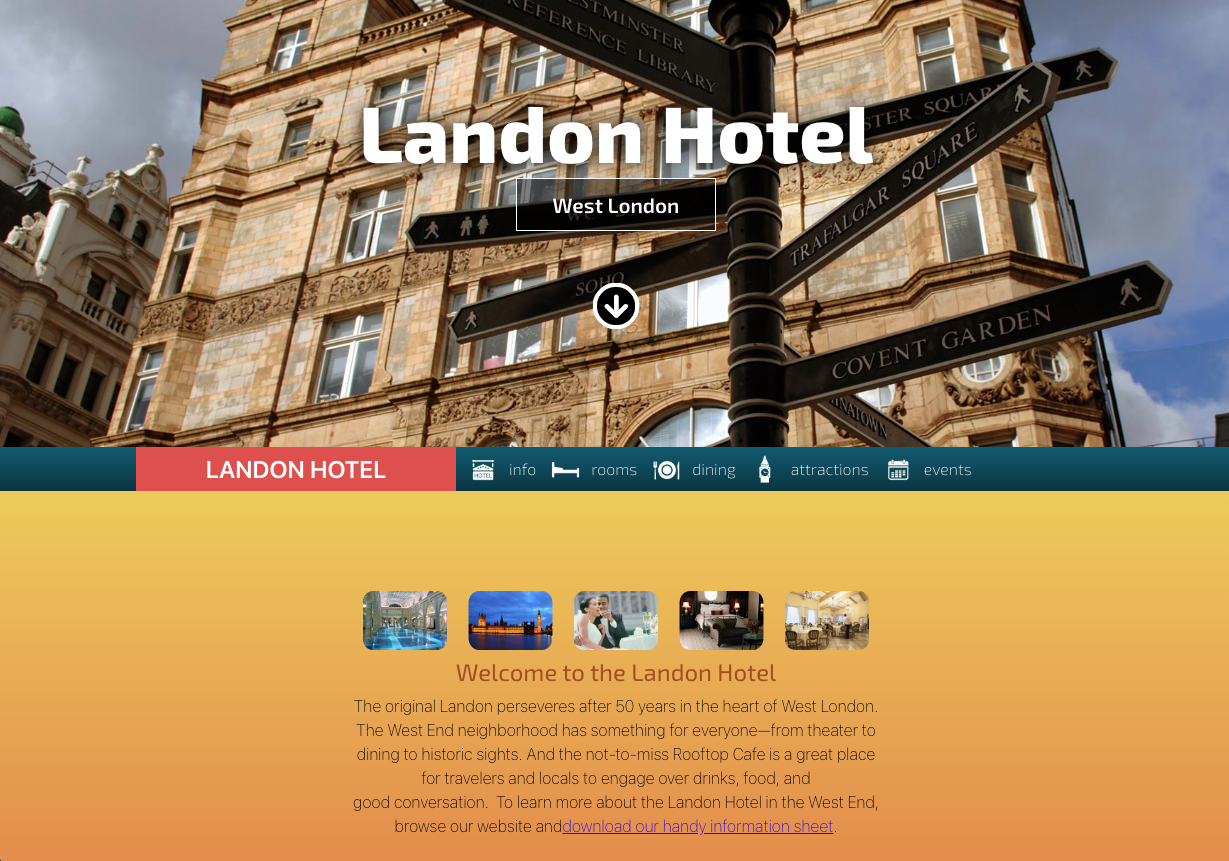 WESTMINSTER
REFERENCE LIBRARY
STER SQUAR
Landon Hotel
TRAFALGAR SQUARE
West London
SOHO
COVENT GARDEN
INATOWN
LANDON HOTEL
HOTEL
info
rooms
dining
attractions
events
Welcome to the Landon Hotel
The original Landon perseveres after 50 years in the heart of West London.
The West End neighborhood has something for everyone—from theater to
dining to historic sights. And the not-to-miss Rooftop Cafe is a great place
for travelers and locals to engage over drinks, food, and
good conversation.  To learn more about the Landon Hotel in the West End,
browse our website anddownload our handy information sheet.